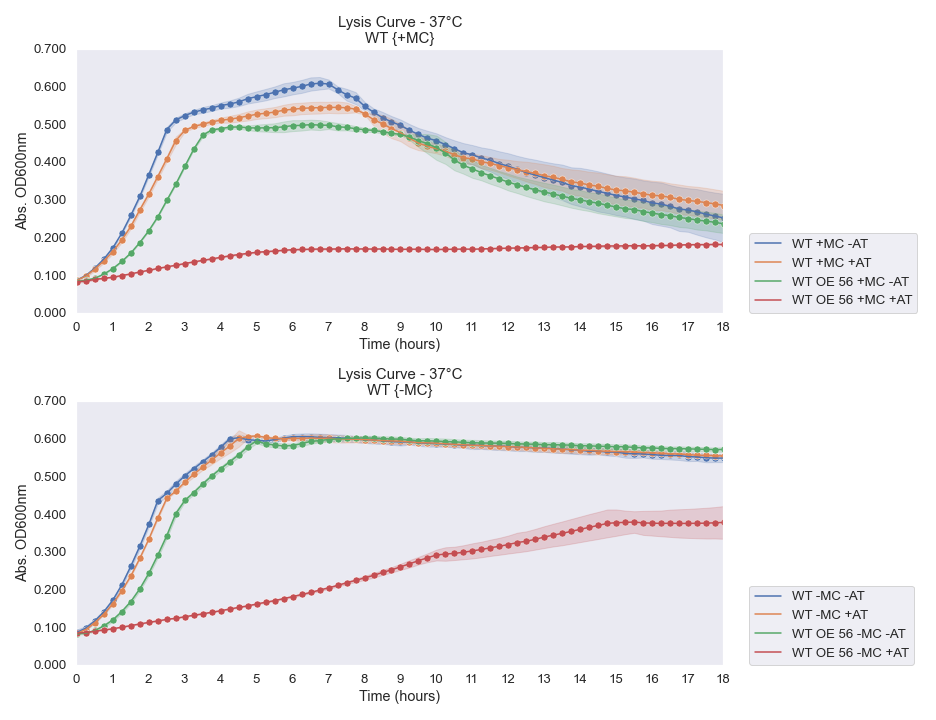 Lysis Curve - 37°C
WT {+MC}
0.700
0.600
0.500
0.400
0.300
0.200
0.100
0.000
Abs. OD600nm
0 1 2 3 4 5 6 7 8 9 10 11 12 13 14 15 16 17 18
Time (hours)
WT +MC -AT
WT +MC +AT
WT OE 56 +MC -AT
WT OE 56 +MC +AT
Lysis Curve - 37°C
WT {-MC}
0.700
0.600
0.500
0.400
0.300
0.200
0.100
0.000
Abs. OD600nm
0 1 2 3 4 5 6 7 8 9 10 11 12 13 14 15 16 17 18
Time (hours)
WT -MC -AT
WT -MC +AT
WT OE 56 -MC -AT
WT OE 56 -MC +AT